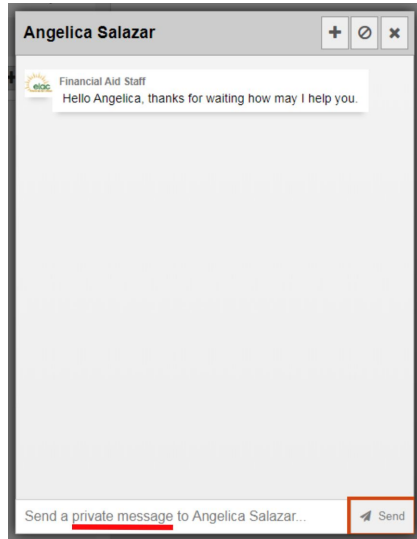 Angelica Salazar
elac
Financial Aid Staff
Hello Angelica, thanks for waiting how may I help you.
Send a private message to Angelica Salazar...
Send